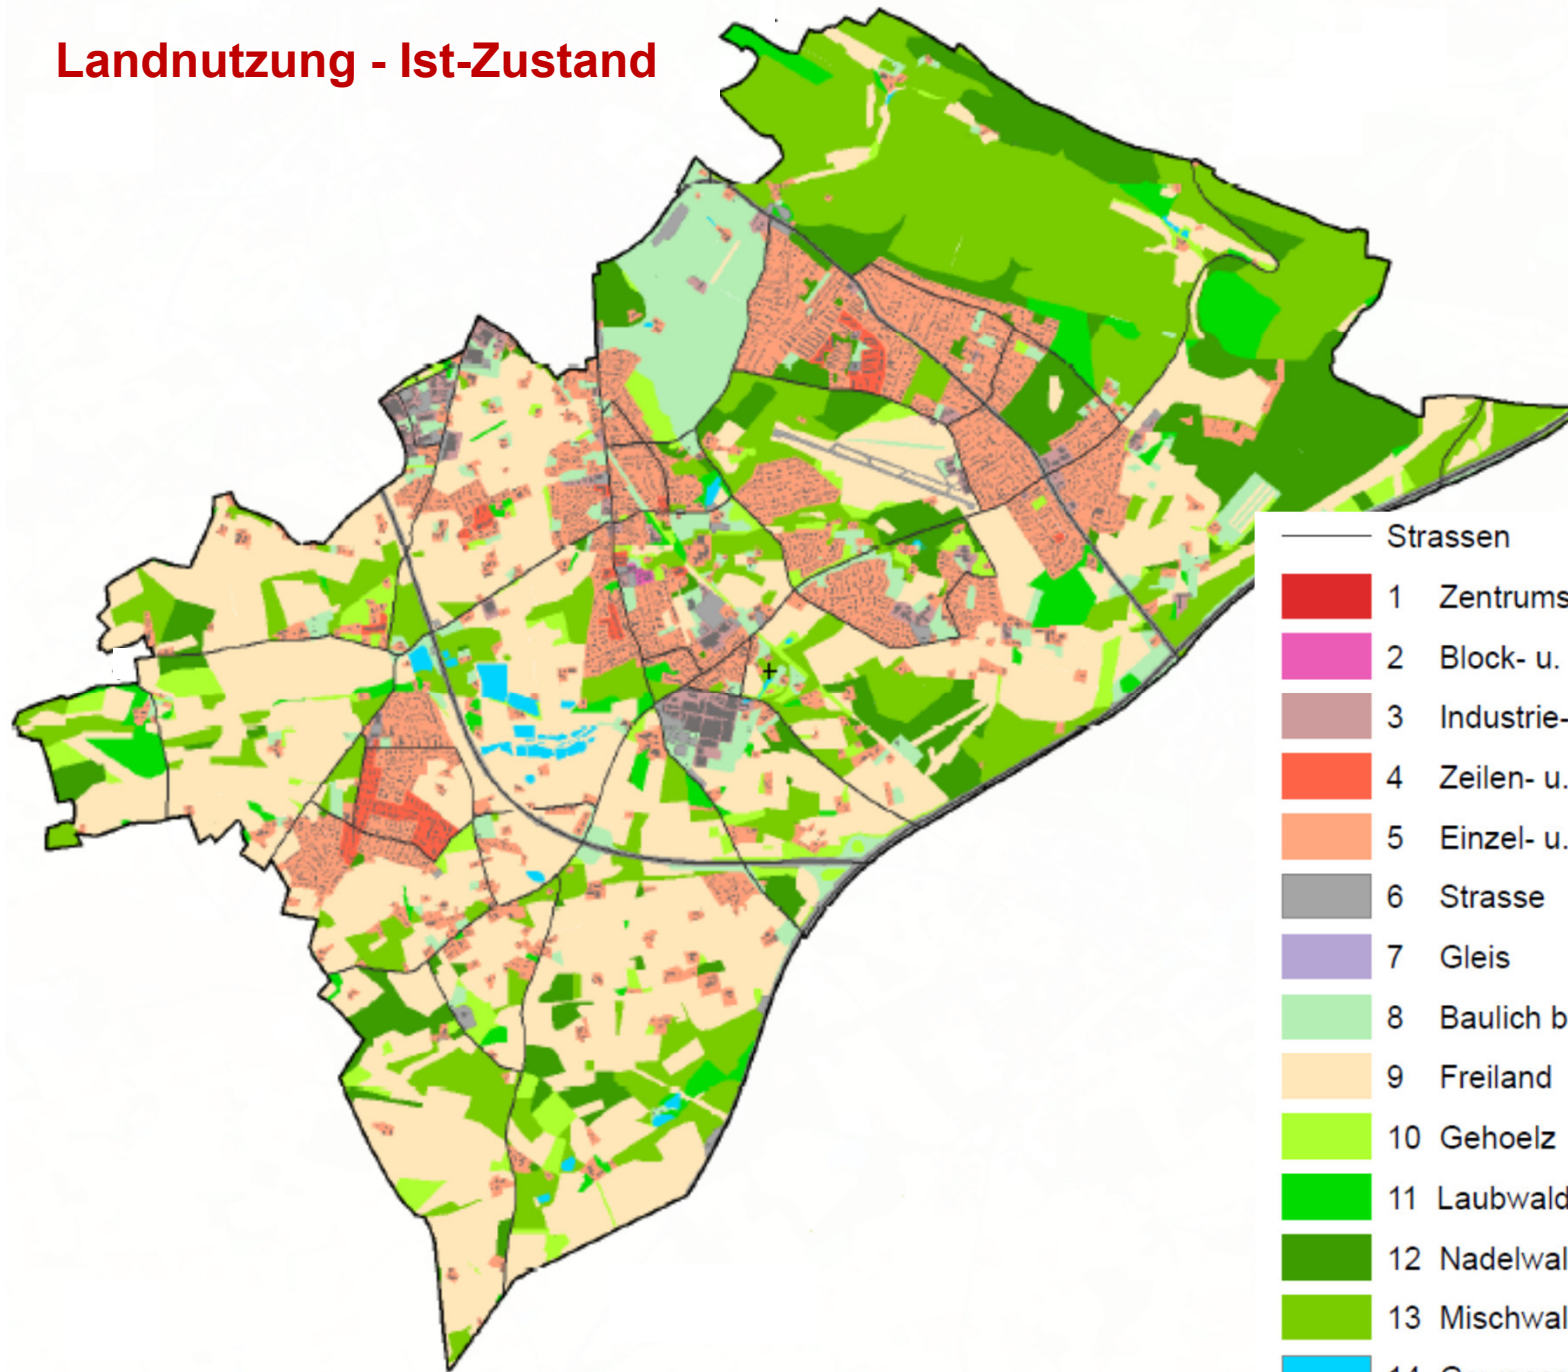 Landnutzung - Ist-Zustand
Strassen
1 Zentrums
2 Block- u.
3 Industrie-
4 Zeilen- u.
5 Einzel- u.
6 Strasse
7 Gleis
8 Baulich b
9 Freiland
10 Gehoelz
11 Laubwald
12 Nadelwal
13 Mischwal